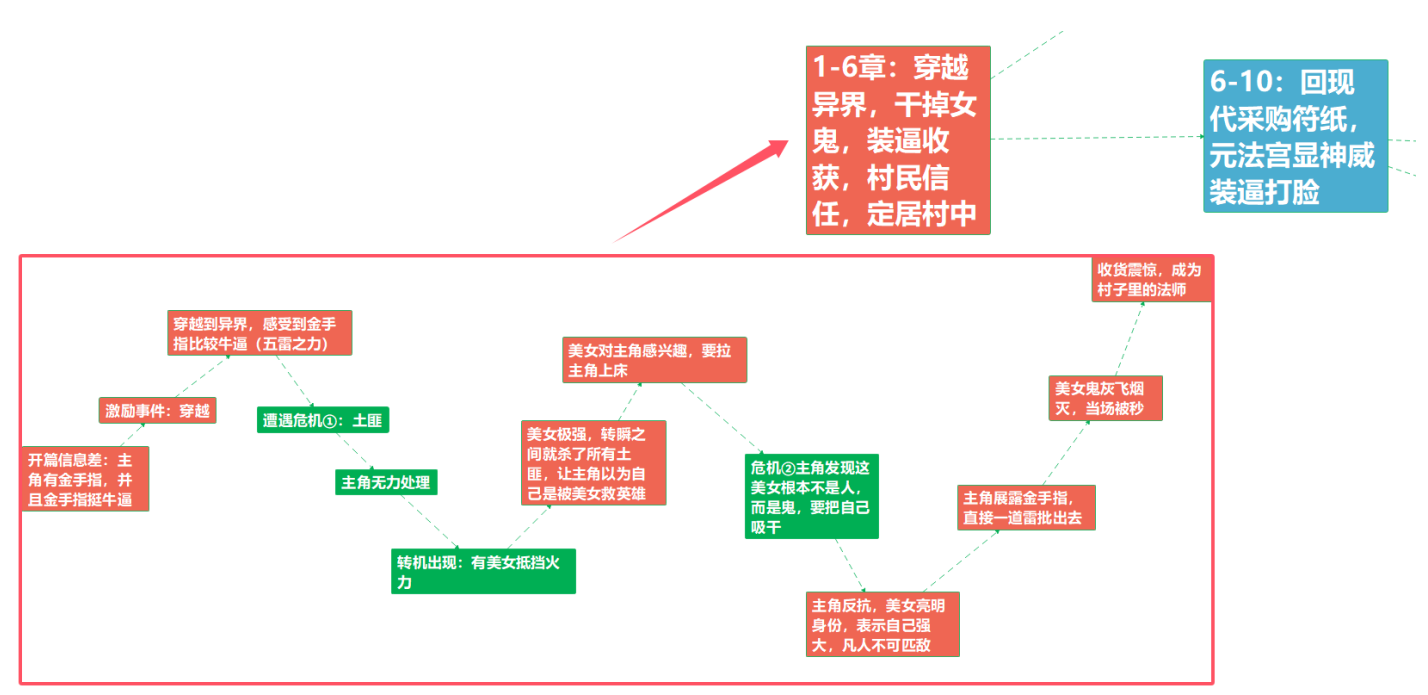 1-6章：穿越
异界，干掉女
鬼，装逼收
获，村民信
任，定居村中
6-10：回现
代采购符纸，
元法宫显神威
装逼打脸
开篇信息差：主
角有金手指，并
且金手指挺牛逼
激励事件：穿越
穿越到异界，感受到金手
指比较牛逼（五雷之力）
遭遇危机①：土匪
主角无力处理
转机出现：有美女抵挡火
力
美女极强，转瞬之
间就杀了所有土
匪，让主角以为自
己是被美女救英雄
美女对主角感兴趣，要拉
主角上床
危机②主角发现这
美女根本不是人，
而是鬼，要把自己
吸干
主角反抗，美女亮明
身份，表示自己强
大，凡人不可匹敌
主角展露金手指，
直接一道雷批出去
美女鬼灰飞烟
灭，当场被秒
收货震惊，成为
村子里的法师